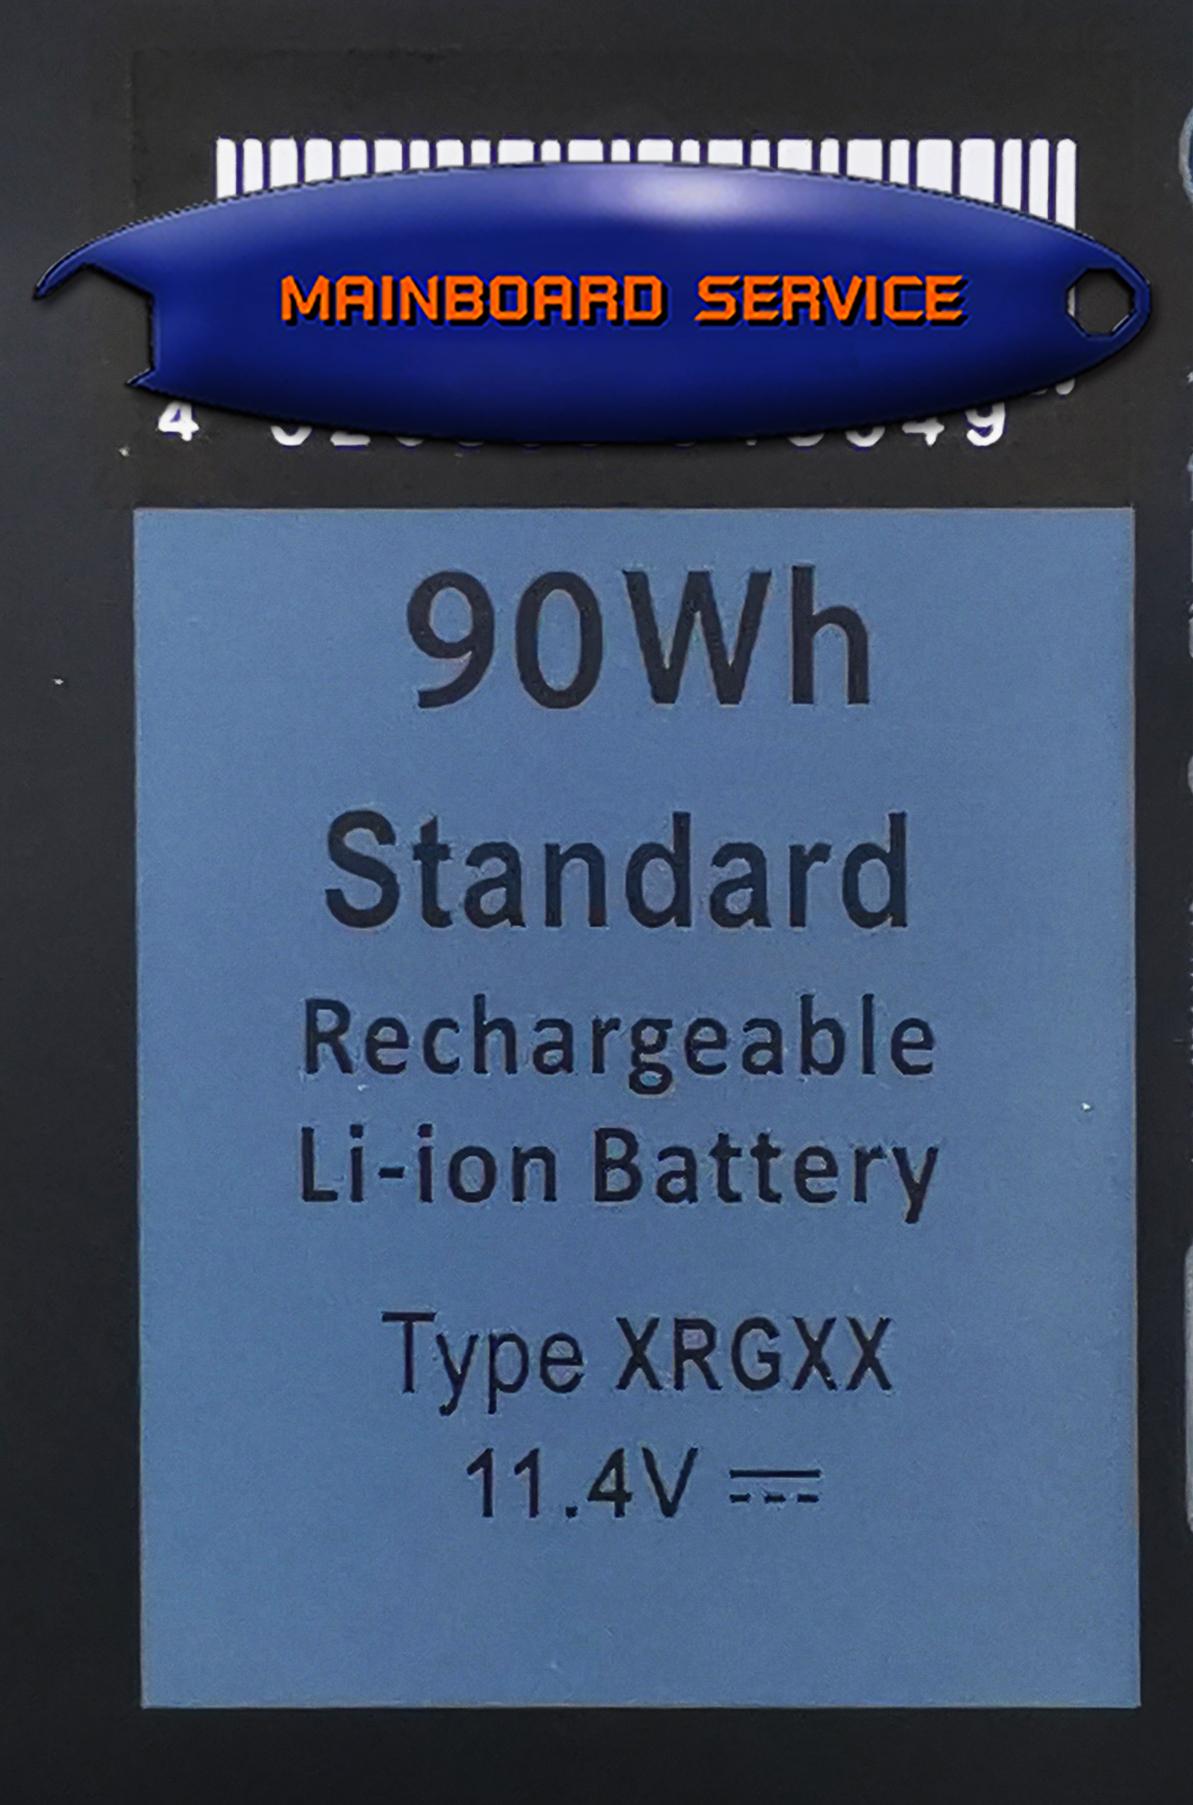 MAINBOARD SERVICE
90Wh
Standard
Rechargeable
Li-ion Battery
Type XRGXX
11.4V ⎓